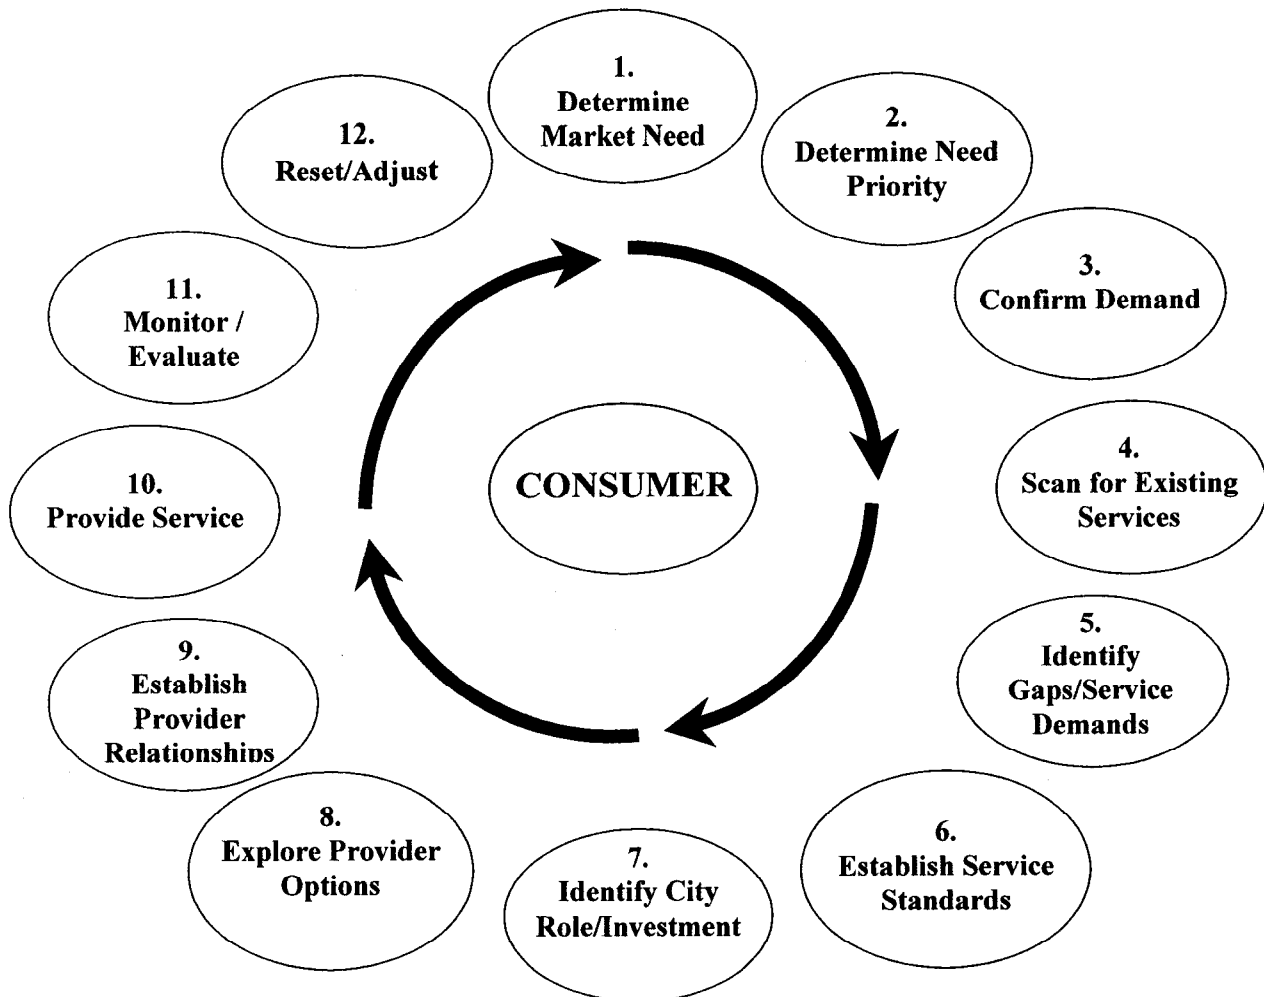 1.
Determine
Market Need
2.
Determine Need
Priority
3.
Confirm Demand
4.
Scan for Existing
Services
5.
Identify
Gaps/Service
Demands
6.
Establish Service
Standards
7.
Identify City
Role/Investment
8.
Explore Provider
Options
9.
Establish
Provider
Relationships
10.
Provide Service
11.
Monitor /
Evaluate
12.
Reset/Adjust
CONSUMER